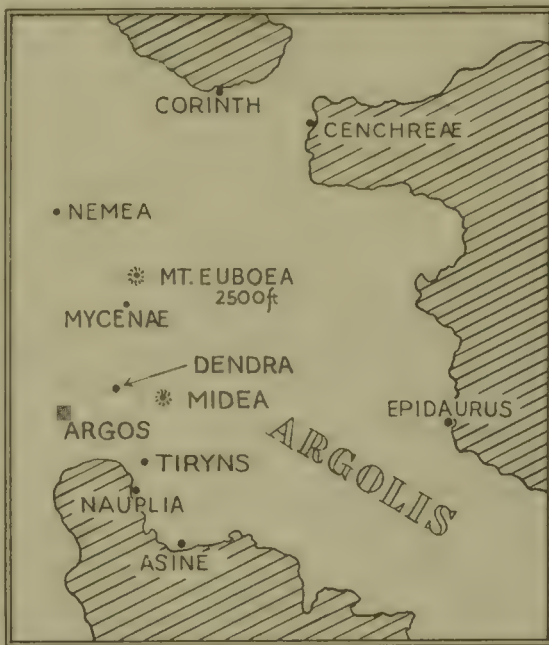 CORINTH
CENCHREAE
NEMEA
MT. EUBOEA
2500ft
MYCENAE
DENDRA
MIDEA
EPIDAURUS
ARGOS
ARGOLIS
TIRYNS
NAUPLIA
ASINE